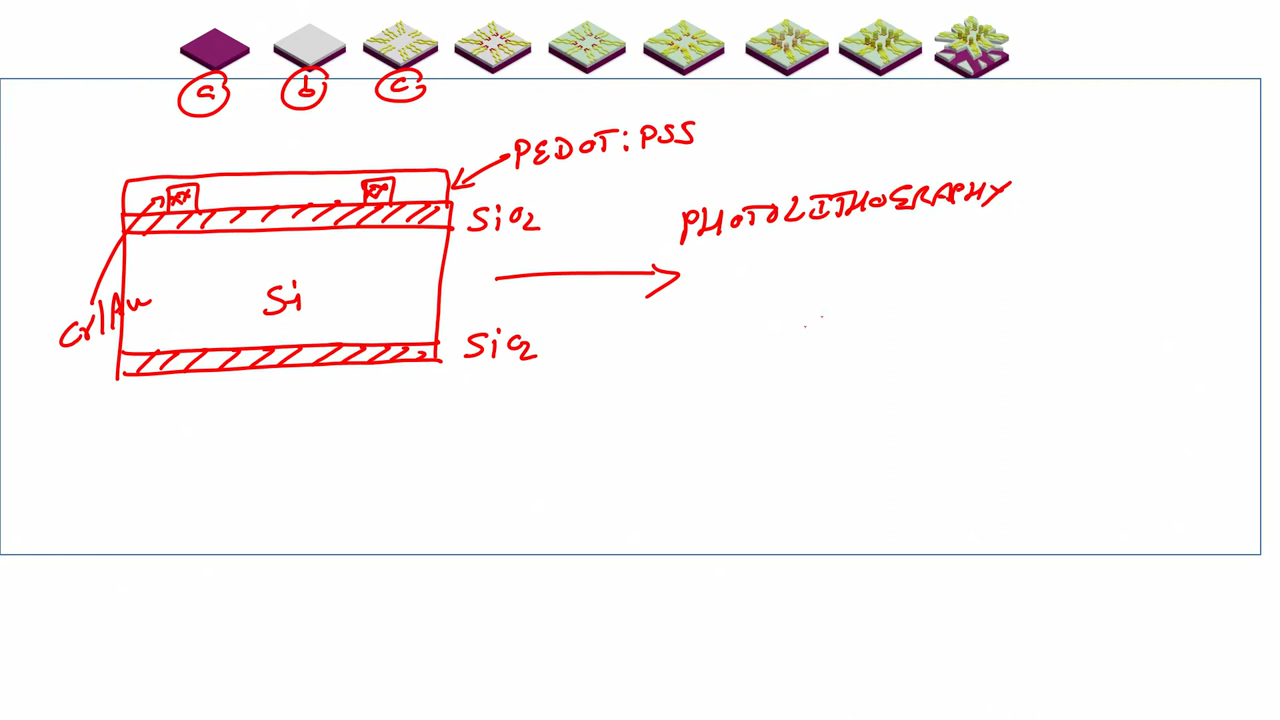 a b c
PEDOT: PSS
SiO2
PHOTOLITHOGRAPHY
Si
Cr/Au
SiO2